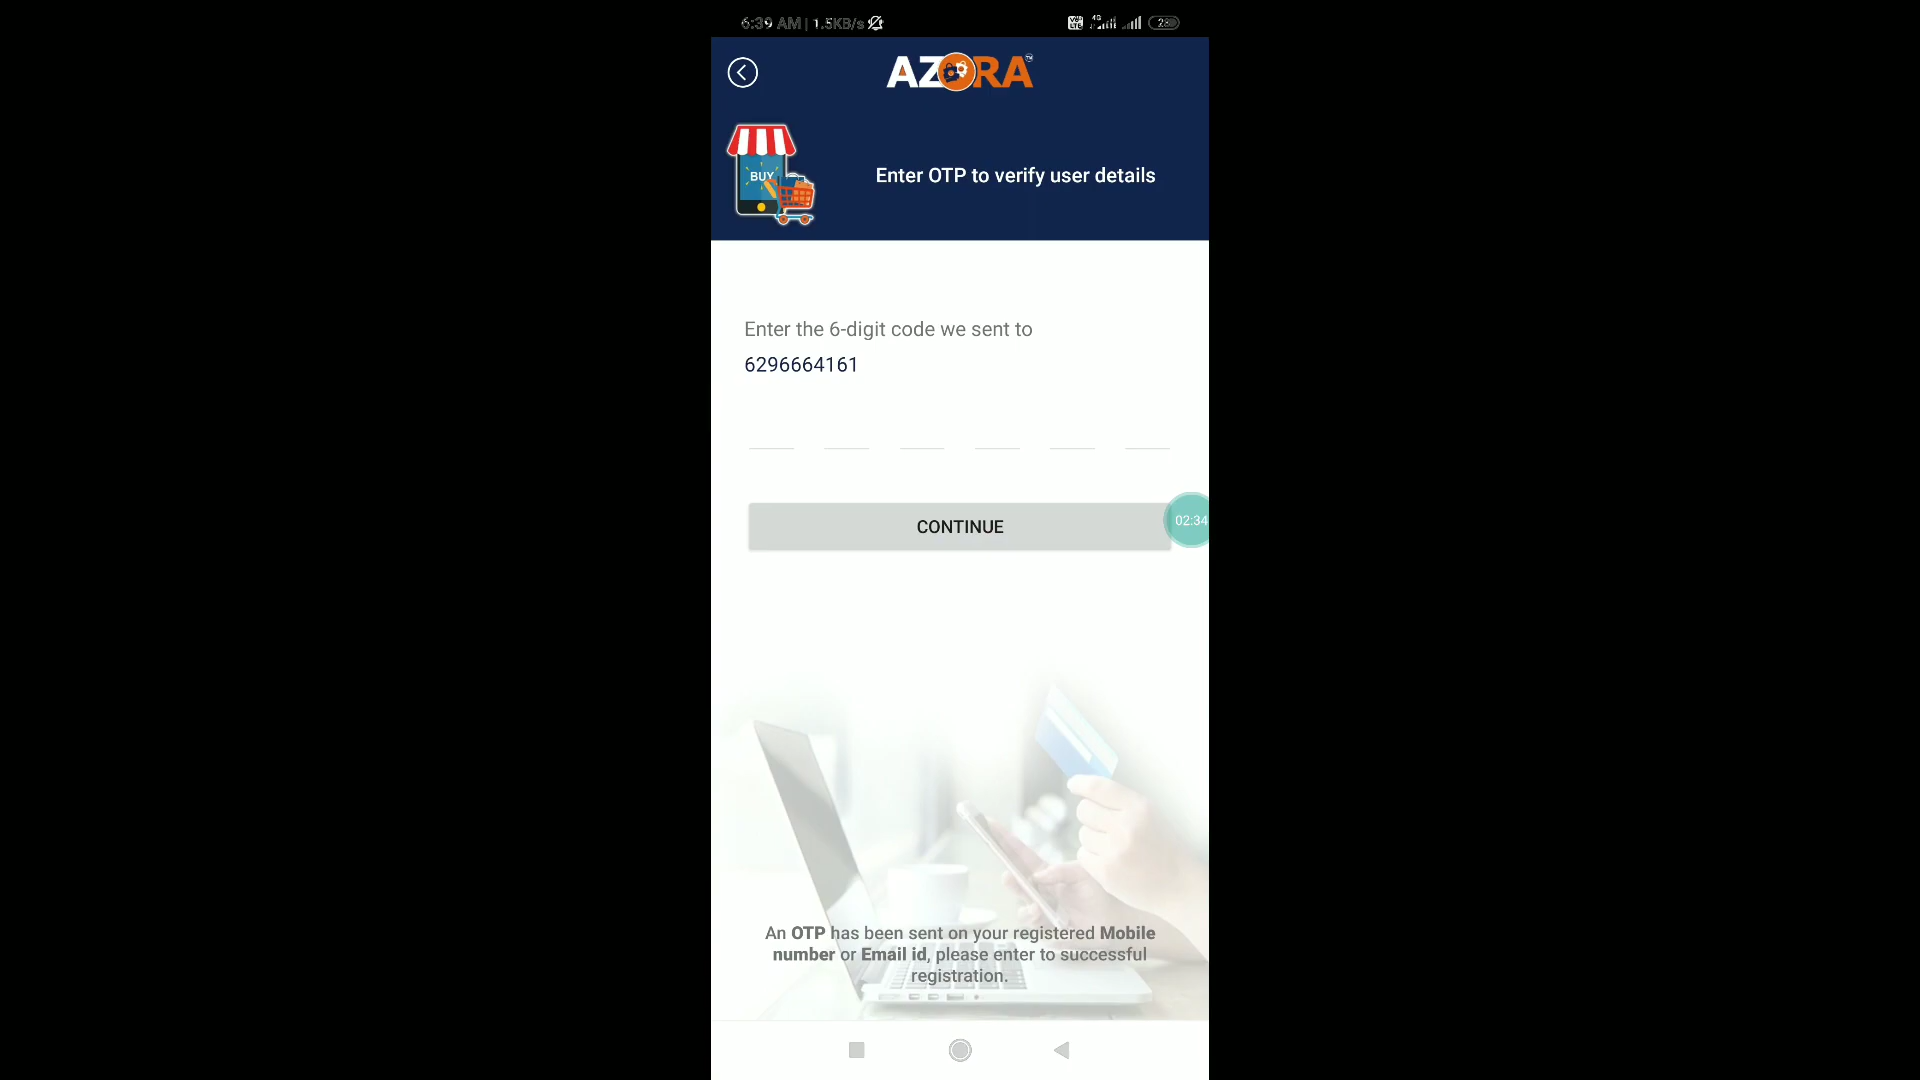 6:39 AM | 1.5KB/s
4G
AZORA
BUY
Enter OTP to verify user details
Enter the 6-digit code we sent to
6296664161
CONTINUE
02:34
An OTP has been sent on your registered Mobile
number or Email id, please enter to successful
registration.